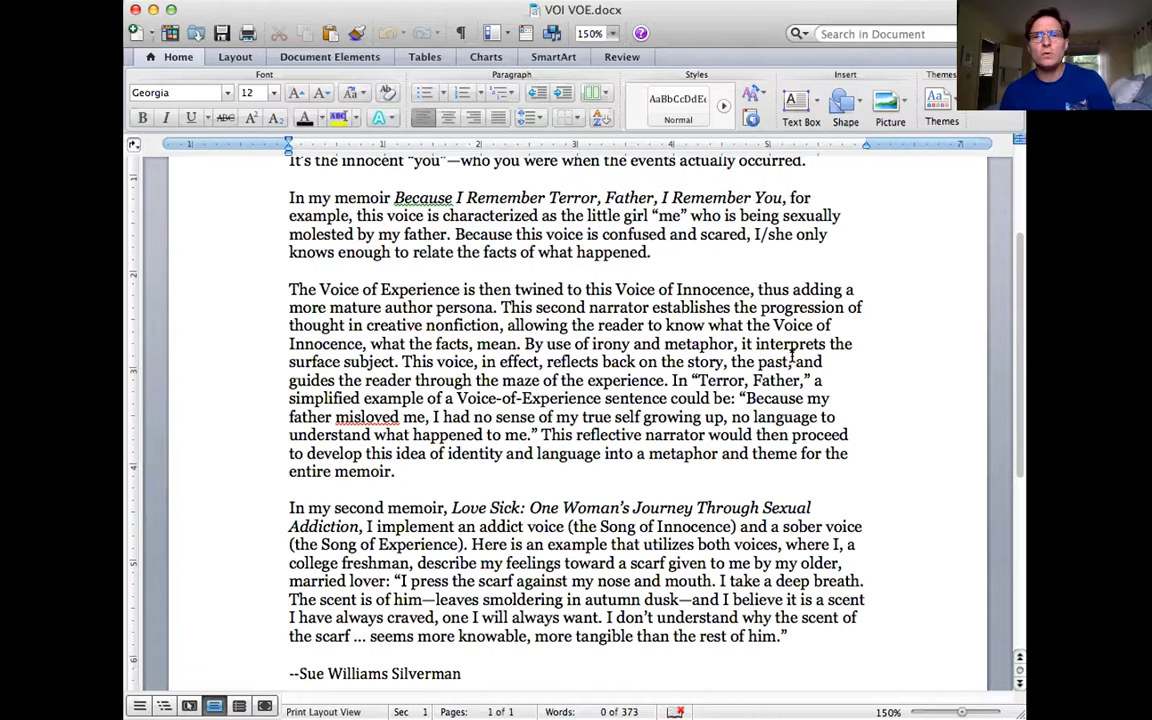 VOI VOE.docx
150%
Search in Document
Home Layout Document Elements Tables Charts SmartArt Review
Font Paragraph Styles Insert Themes
Georgia 12 Aa AaBbCcDdEe
Normal
B I U ABC A² A₂ A ABC A Text Box Shape Picture Themes
It's the innocent "you"—who you were when the events actually occurred.
In my memoir Because I Remember Terror, Father, I Remember You, for
example, this voice is characterized as the little girl "me" who is being sexually
molested by my father. Because this voice is confused and scared, I/she only
knows enough to relate the facts of what happened.
The Voice of Experience is then twined to this Voice of Innocence, thus adding a
more mature author persona. This second narrator establishes the progression of
thought in creative nonfiction, allowing the reader to know what the Voice of
Innocence, what the facts, mean. By use of irony and metaphor, it interprets the
surface subject. This voice, in effect, reflects back on the story, the past, and
guides the reader through the maze of the experience. In "Terror, Father," a
simplified example of a Voice-of-Experience sentence could be: "Because my
father misloved me, I had no sense of my true self growing up, no language to
understand what happened to me." This reflective narrator would then proceed
to develop this idea of identity and language into a metaphor and theme for the
entire memoir.
In my second memoir, Love Sick: One Woman's Journey Through Sexual
Addiction, I implement an addict voice (the Song of Innocence) and a sober voice
(the Song of Experience). Here is an example that utilizes both voices, where I, a
college freshman, describe my feelings toward a scarf given to me by my older,
married lover: "I press the scarf against my nose and mouth. I take a deep breath.
The scent is of him—leaves smoldering in autumn dusk—and I believe it is a scent
I have always craved, one I will always want. I don't understand why the scent of
the scarf ... seems more knowable, more tangible than the rest of him."
--Sue Williams Silverman
Print Layout View Sec 1 Pages: 1 of 1 Words: 0 of 373 150%